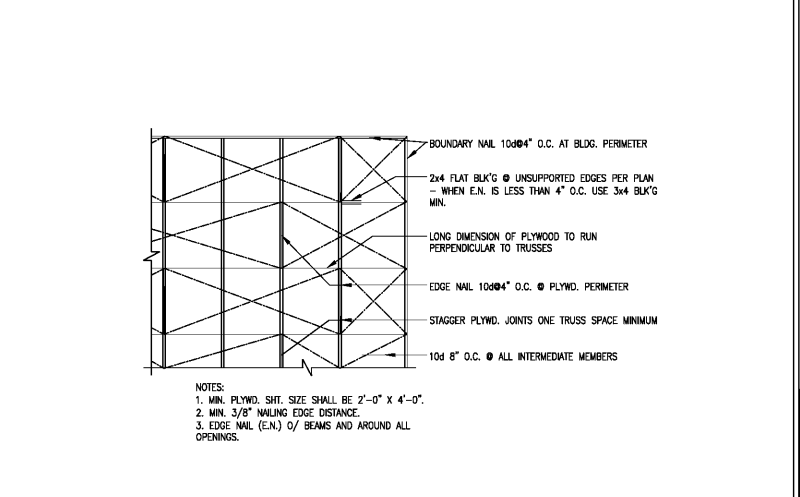 BOUNDARY NAIL 10d@4" O.C. AT BLDG. PERIMETER
2x4 FLAT BLK'G @ UNSUPPORTED EDGES PER PLAN
- WHEN E.N. IS LESS THAN 4" O.C. USE 3x4 BLK'G
MIN.
LONG DIMENSION OF PLYWOOD TO RUN
PERPENDICULAR TO TRUSSES
EDGE NAIL 10d@4" O.C. @ PLYWD. PERIMETER
STAGGER PLYWD. JOINTS ONE TRUSS SPACE MINIMUM
10d 8" O.C. @ ALL INTERMEDIATE MEMBERS
NOTES:
1. MIN. PLYWD. SHT. SIZE SHALL BE 2'-0" X 4'-0".
2. MIN. 3/8" NAILING EDGE DISTANCE.
3. EDGE NAIL (E.N.) O/ BEAMS AND AROUND ALL
OPENINGS.